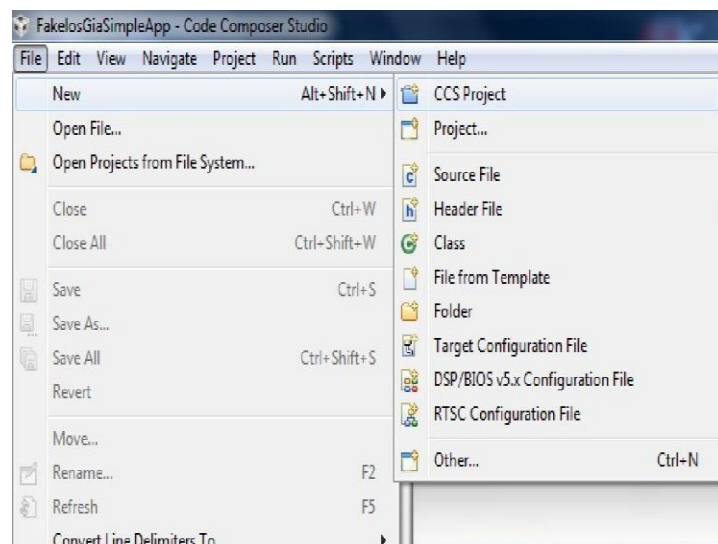 FakelosGiaSimpleApp - Code Composer Studio
File Edit View Navigate Project Run Scripts Window Help
New Alt+Shift+N
Open File...
Open Projects from File System...
Close Ctrl+W
Close All Ctrl+Shift+W
Save Ctrl+S
Save As...
Save All Ctrl+Shift+S
Revert
Move...
Rename... F2
Refresh F5
Convert Line Delimiters To
CCS Project
Project...
Source File
Header File
Class
File from Template
Folder
Target Configuration File
DSP/BIOS v5.x Configuration File
RTSC Configuration File
Other... Ctrl+N